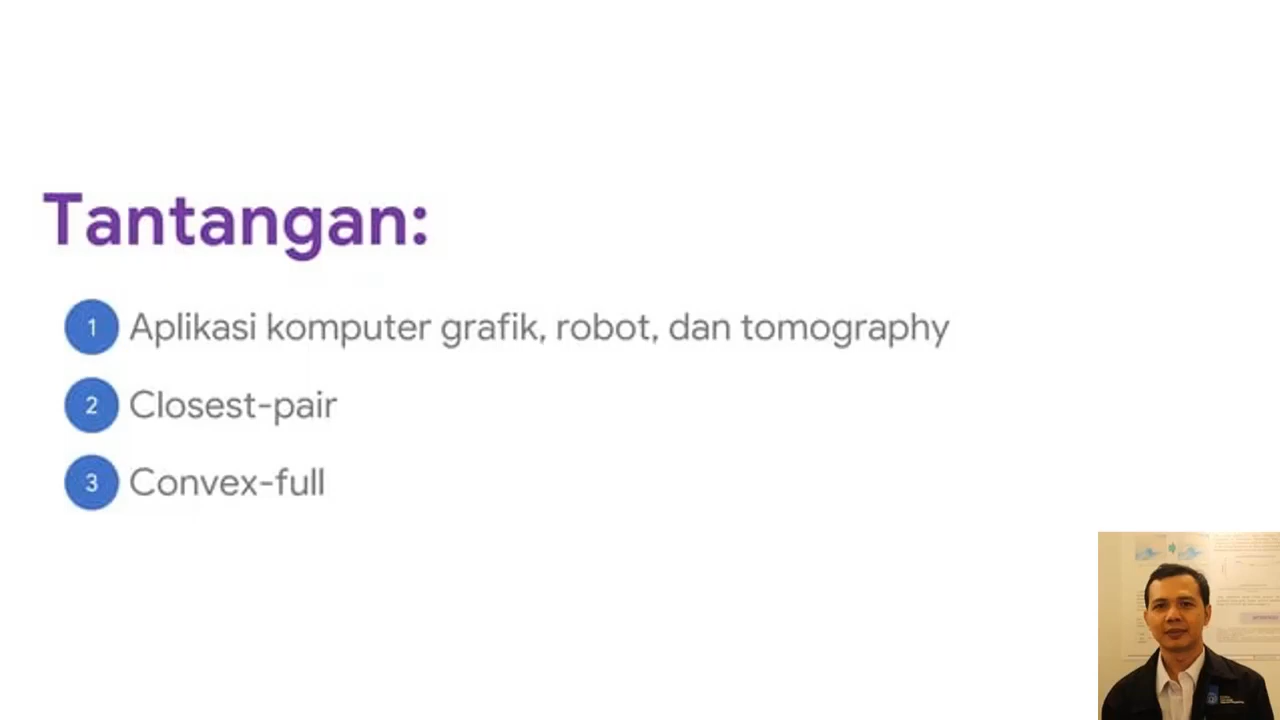 Tantangan:
1 Aplikasi komputer grafik, robot, dan tomography
2 Closest-pair
3 Convex-full